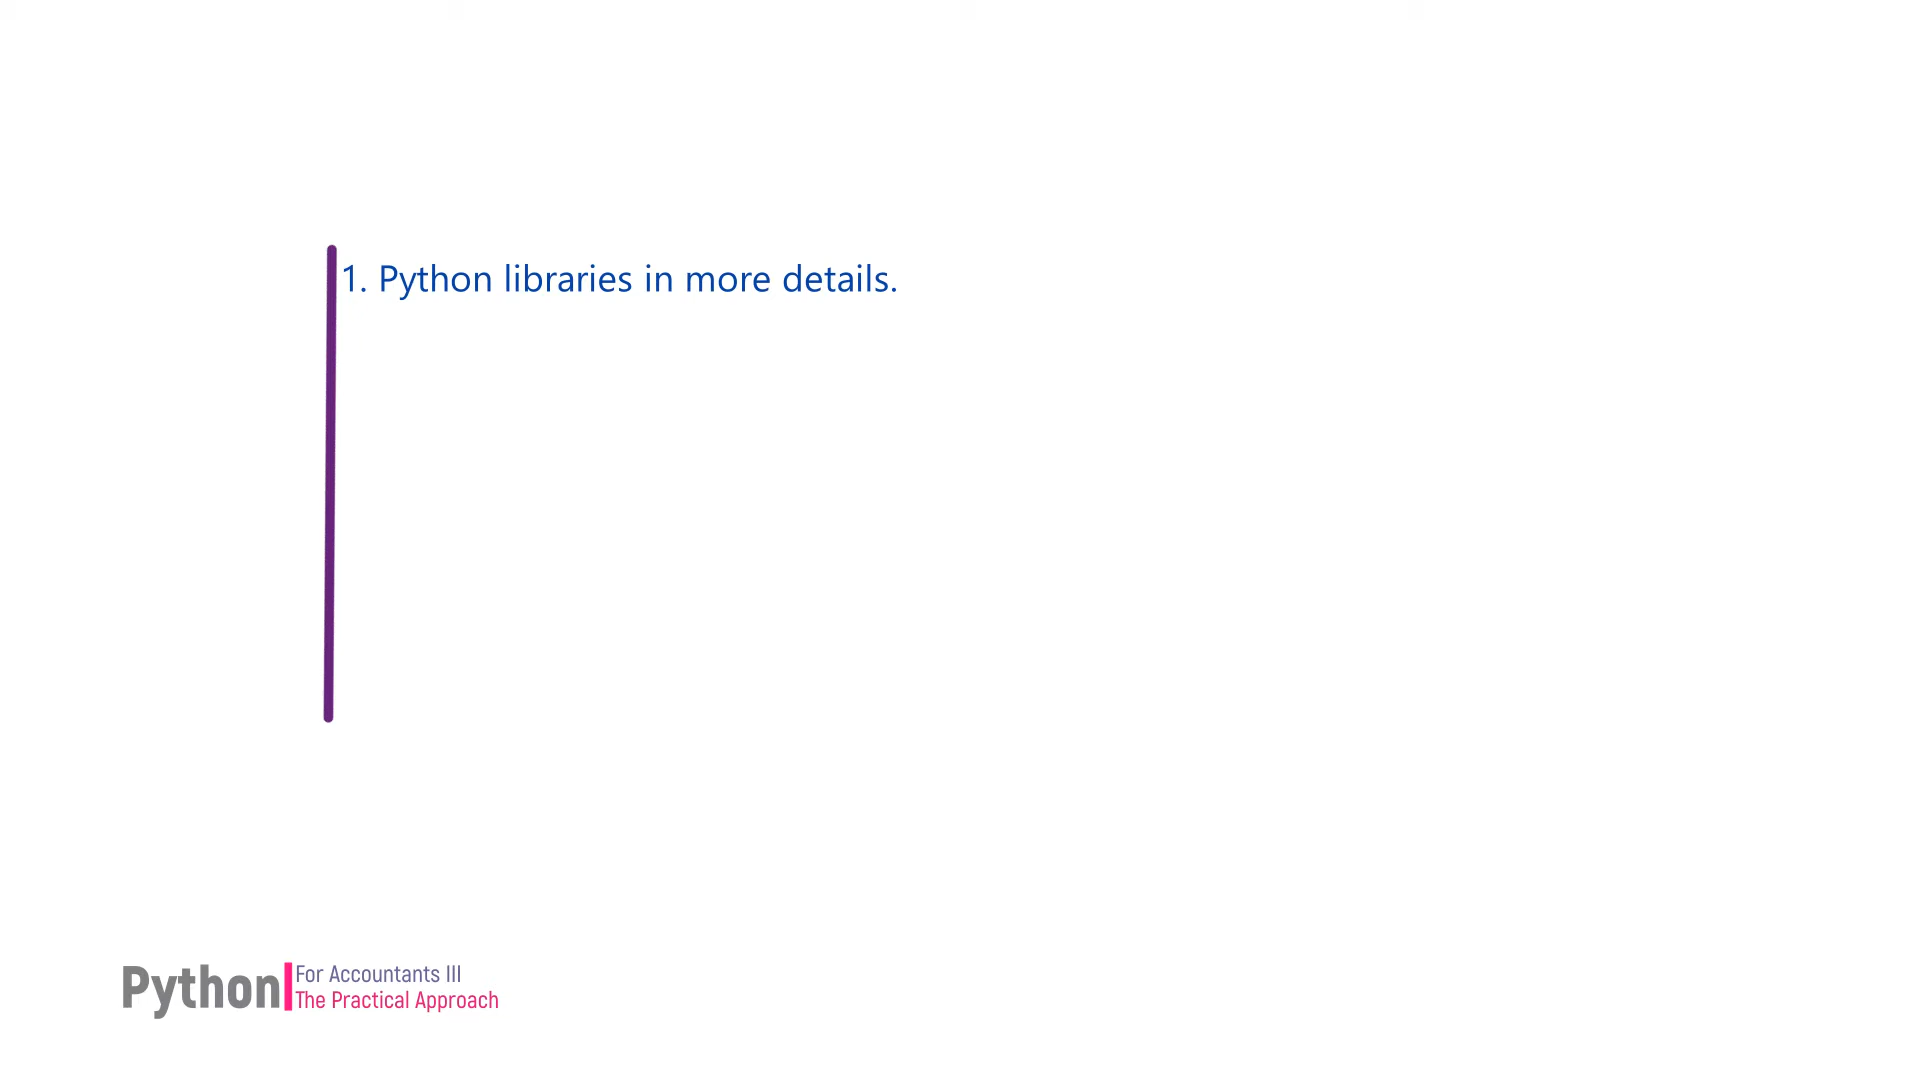 1. Python libraries in more details.
Python
For Accountants III
The Practical Approach